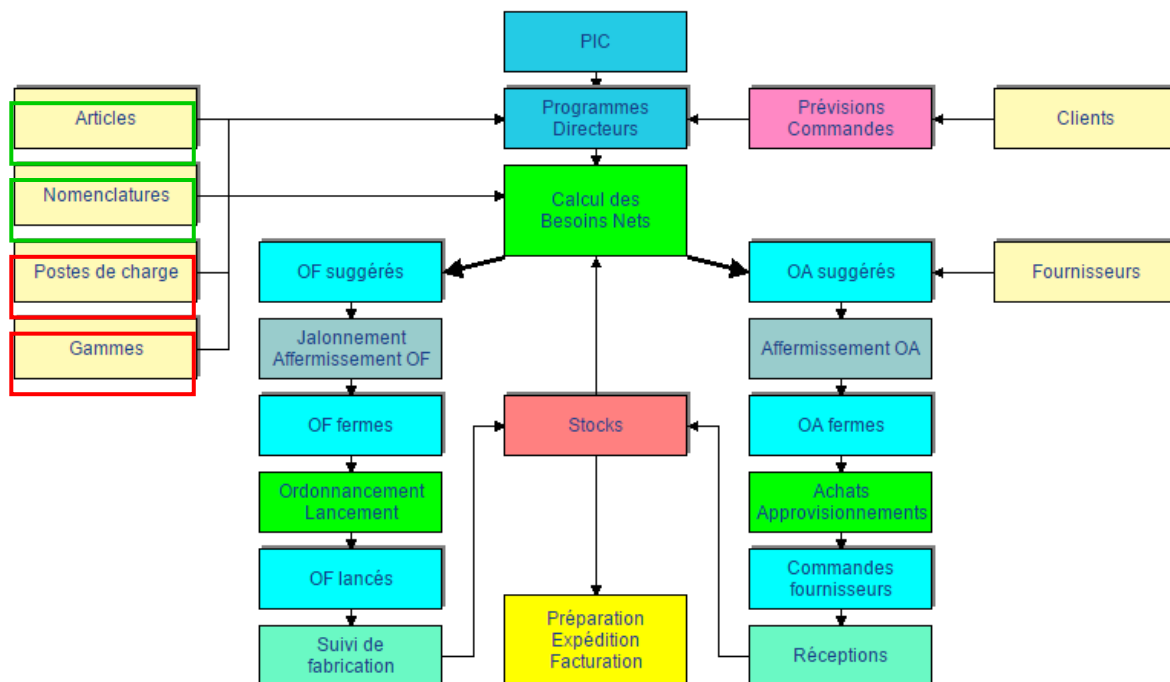 PIC
Articles
Programmes
Directeurs
Prévisions
Commandes
Clients
Nomenclatures
Calcul des
Besoins Nets
Postes de charge
OF suggérés
OA suggérés
Fournisseurs
Gammes
Jalonnement
Affermissement OF
Affermissement OA
OF fermes
Stocks
OA fermes
Ordonnancement
Lancement
Achats
Approvisionnements
OF lancés
Commandes
fournisseurs
Préparation
Expédition
Facturation
Suivi de
fabrication
Réceptions